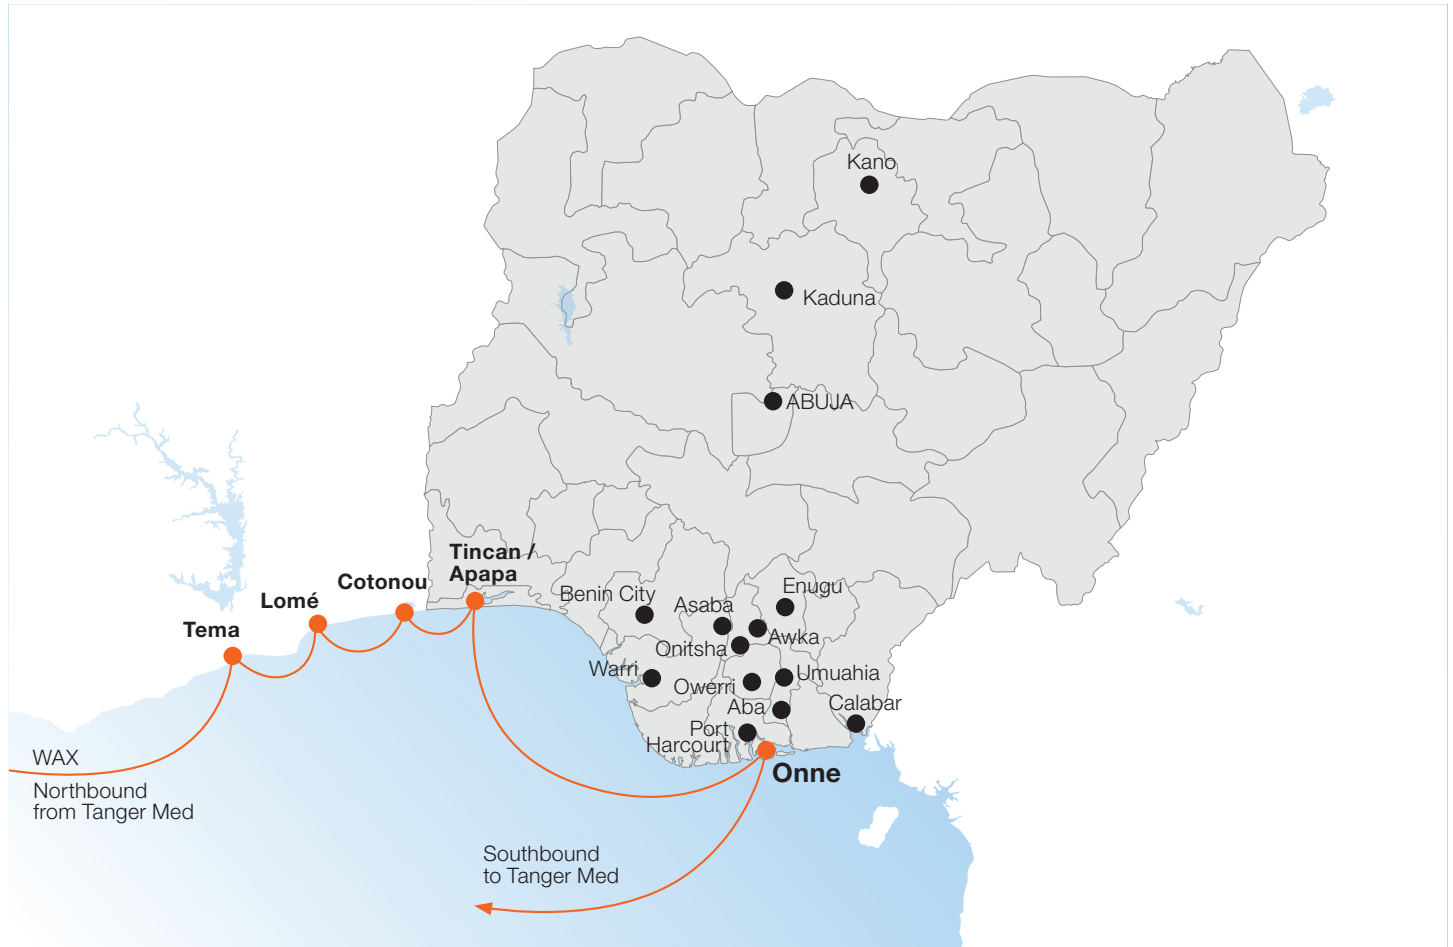 Kano
Kaduna
ABUJA
Tincan /
Apapa
Cotonou
Lomé
Tema
Enugu
Benin City
Asaba
Awka
Onitsha
Warri
Umuahia
Owerri
Aba
Calabar
Port
Harcourt
Onne
WAX
Northbound
from Tanger Med
Southbound
to Tanger Med